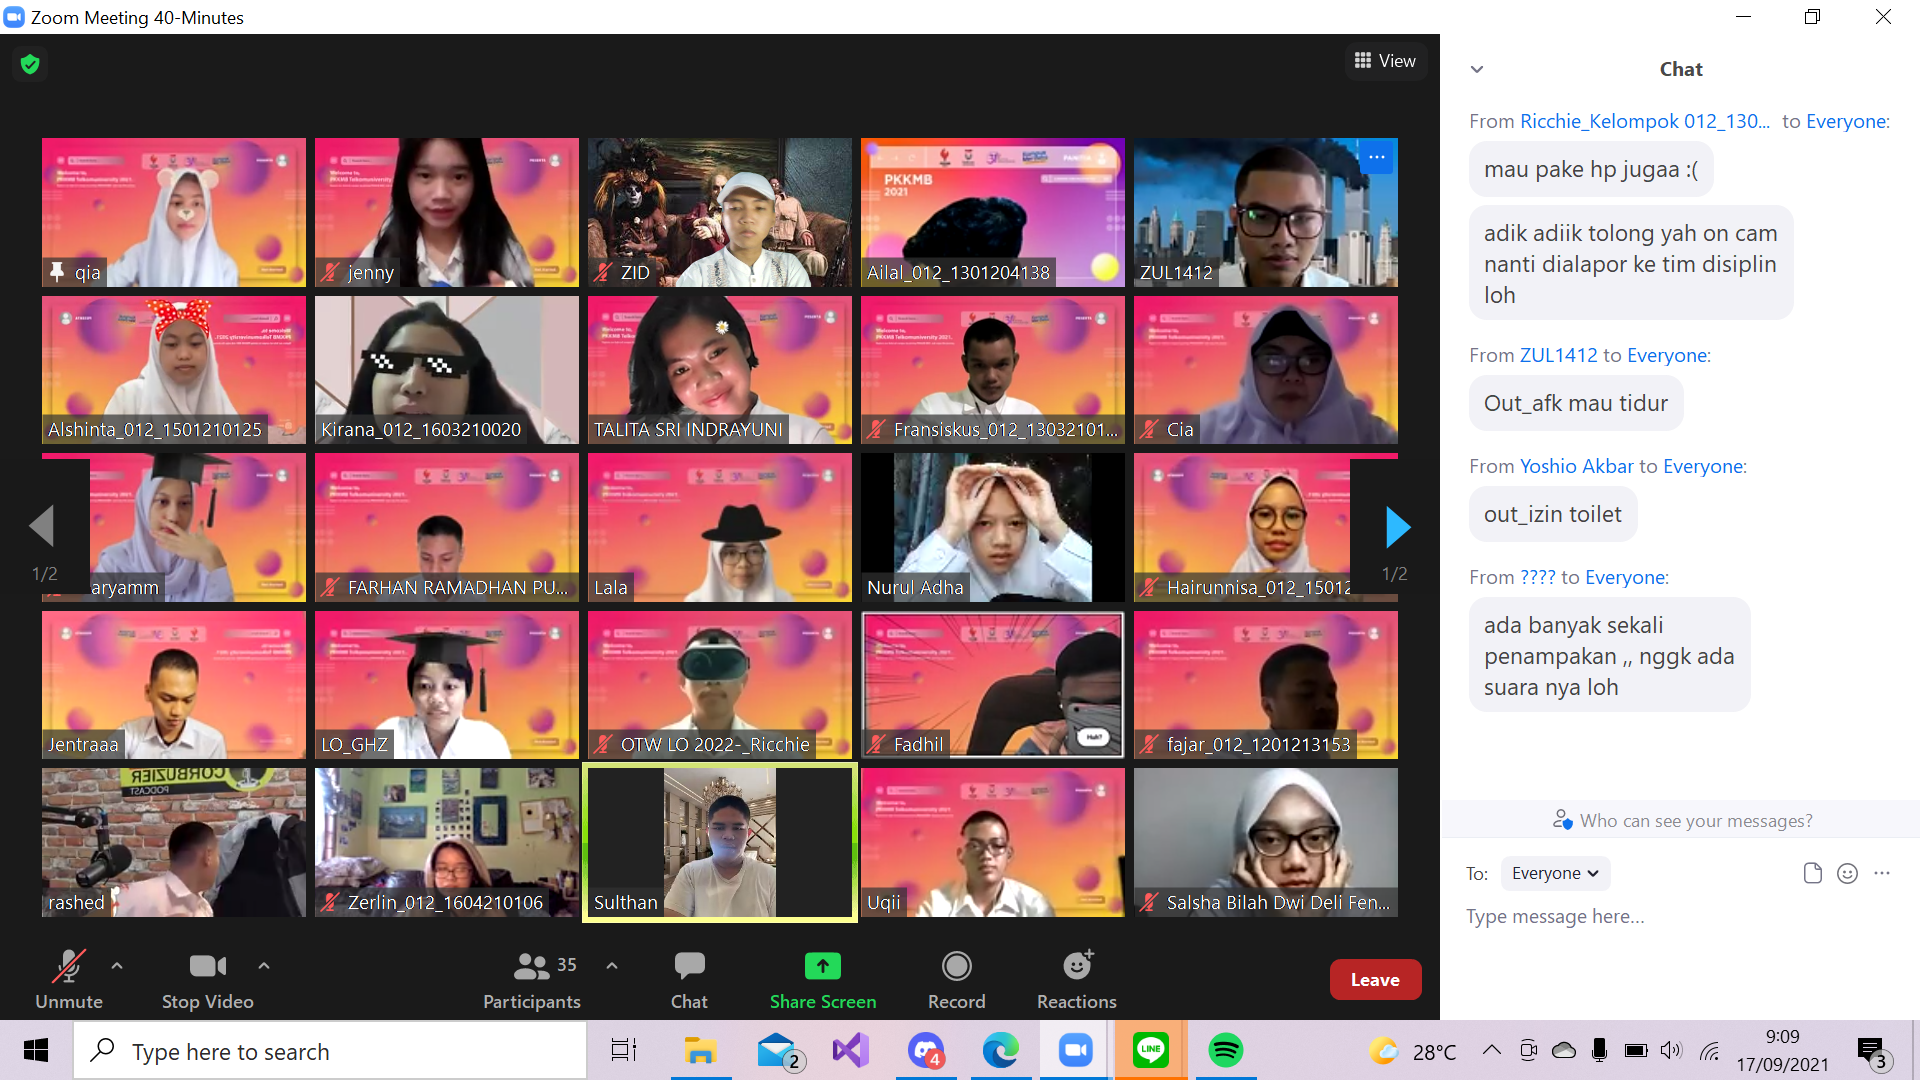 Zoom Meeting 40-Minutes
View
qia
jenny
ZID
PKKMB
2021
Ailal_012_1301204138
ZUL1412
Alshinta_012_1501210125
Kirana_012_1603210020
TALITA SRI INDRAYUNI
Fransiskus_012_13032101...
Cia
aryamm
FARHAN RAMADHAN PU...
Lala
Nurul Adha
Hairunnisa_012_15012
1/2
1/2
Jentraaa
LO_GHZ
OTW LO 2022-_Ricchie
Huh?
Fadhil
fajar_012_1201213153
CORBUZIER
PODCAST
rashed
Zerlin_012_1604210106
Sulthan
Uqii
Salsha Bilah Dwi Deli Fen...
Unmute
Stop Video
35
Participants
Chat
Share Screen
Record
Reactions
Leave
Chat
From Ricchie_Kelompok 012_130... to Everyone:
mau pake hp jugaa :(
adik adiik tolong yah on cam
nanti dialapor ke tim disiplin
loh
From ZUL1412 to Everyone:
Out_afk mau tidur
From Yoshio Akbar to Everyone:
out_izin toilet
From ???? to Everyone:
ada banyak sekali
penampakan ,, nggk ada
suara nya loh
Who can see your messages?
To: Everyone
Type message here...
Type here to search
2
4
LINE
28°C
9:09
17/09/2021
3